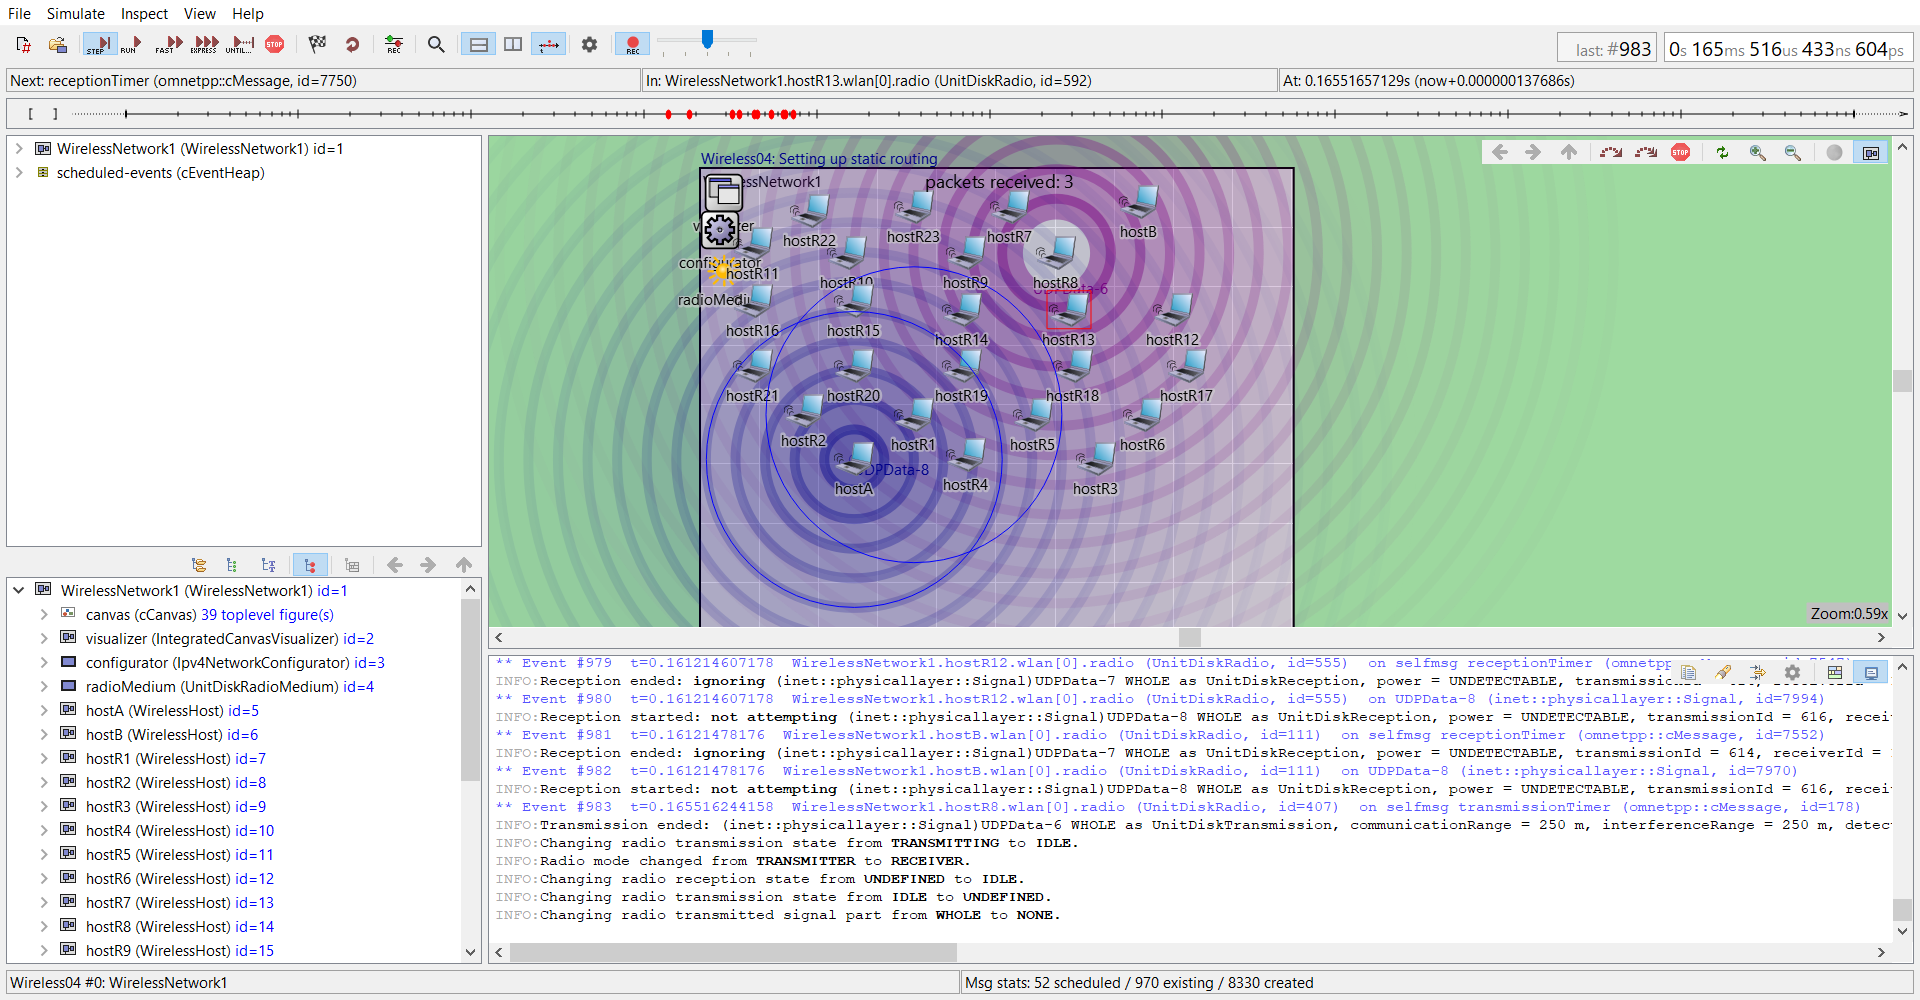 File Simulate Inspect View Help
STEP RUN FAST EXPRESS UNTIL... STOP REC REC
last: #983 0s 165ms 516us 433ns 604ps
Next: receptionTimer (omnetpp::cMessage, id=7750) In: WirelessNetwork1.hostR13.wlan[0].radio (UnitDiskRadio, id=592) At: 0.16551657129s (now+0.000000137686s)
[ ]
WirelessNetwork1 (WirelessNetwork1) id=1
scheduled-events (cEventHeap)
WirelessNetwork1 (WirelessNetwork1) id=1
canvas (cCanvas) 39 toplevel figure(s)
visualizer (IntegratedCanvasVisualizer) id=2
configurator (Ipv4NetworkConfigurator) id=3
radioMedium (UnitDiskRadioMedium) id=4
hostA (WirelessHost) id=5
hostB (WirelessHost) id=6
hostR1 (WirelessHost) id=7
hostR2 (WirelessHost) id=8
hostR3 (WirelessHost) id=9
hostR4 (WirelessHost) id=10
hostR5 (WirelessHost) id=11
hostR6 (WirelessHost) id=12
hostR7 (WirelessHost) id=13
hostR8 (WirelessHost) id=14
hostR9 (WirelessHost) id=15
Wireless04: Setting up static routing
STOP
essNetwork1 packets received: 3
hostR22 hostR23 hostR7 hostB
configurator
hostR11 hostR10 hostR9 hostR8
UDPData-6
radioMedi
hostR16 hostR15 hostR14 hostR13 hostR12
hostR21 hostR20 hostR19 hostR18 hostR17
hostR2 hostR1 hostR5 hostR6
DPData-8
hostA hostR4 hostR3
Zoom:0.59x
** Event #979 t=0.161214607178 WirelessNetwork1.hostR12.wlan[0].radio (UnitDiskRadio, id=555) on selfmsg receptionTimer (omnetpp
INFO:Reception ended: ignoring (inet::physicallayer::Signal)UDPData-7 WHOLE as UnitDiskReception, power = UNDETECTABLE, transmission
** Event #980 t=0.161214607178 WirelessNetwork1.hostR12.wlan[0].radio (UnitDiskRadio, id=555) on UDPData-8 (inet::physicallayer::Signal, id=7994)
INFO:Reception started: not attempting (inet::physicallayer::Signal)UDPData-8 WHOLE as UnitDiskReception, power = UNDETECTABLE, transmissionId = 616, recei
** Event #981 t=0.16121478176 WirelessNetwork1.hostB.wlan[0].radio (UnitDiskRadio, id=111) on selfmsg receptionTimer (omnetpp::cMessage, id=7552)
INFO:Reception ended: ignoring (inet::physicallayer::Signal)UDPData-7 WHOLE as UnitDiskReception, power = UNDETECTABLE, transmissionId = 614, receiverId =
** Event #982 t=0.16121478176 WirelessNetwork1.hostB.wlan[0].radio (UnitDiskRadio, id=111) on UDPData-8 (inet::physicallayer::Signal, id=7970)
INFO:Reception started: not attempting (inet::physicallayer::Signal)UDPData-8 WHOLE as UnitDiskReception, power = UNDETECTABLE, transmissionId = 616, recei
** Event #983 t=0.165516244158 WirelessNetwork1.hostR8.wlan[0].radio (UnitDiskRadio, id=407) on selfmsg transmissionTimer (omnetpp::cMessage, id=178)
INFO:Transmission ended: (inet::physicallayer::Signal)UDPData-6 WHOLE as UnitDiskTransmission, communicationRange = 250 m, interferenceRange = 250 m, detec
INFO:Changing radio transmission state from TRANSMITTING to IDLE.
INFO:Radio mode changed from TRANSMITTER to RECEIVER.
INFO:Changing radio reception state from UNDEFINED to IDLE.
INFO:Changing radio transmission state from IDLE to UNDEFINED.
INFO:Changing radio transmitted signal part from WHOLE to NONE.
Wireless04 #0: WirelessNetwork1 Msg stats: 52 scheduled / 970 existing / 8330 created